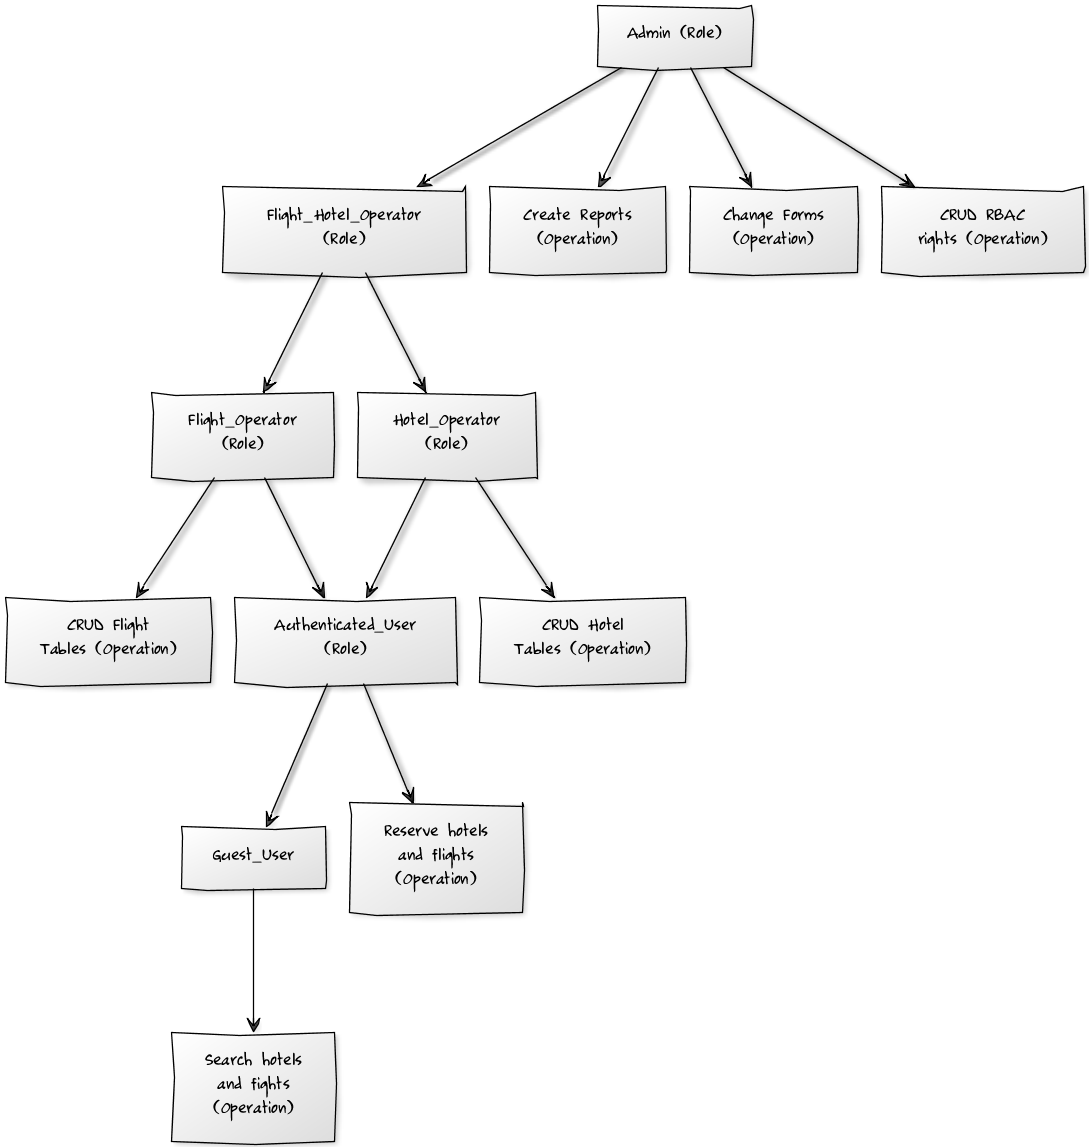 Admin (Role)
Flight_Hotel_Operator
(Role)
Create Reports
(Operation)
Change Forms
(Operation)
CRUD RBAC
rights (Operation)
Flight_Operator
(Role)
Hotel_Operator
(Role)
CRUD Flight
Tables (Operation)
Authenticated_User
(Role)
CRUD Hotel
Tables (Operation)
Guest_User
Reserve hotels
and flights
(Operation)
Search hotels
and fights
(Operation)